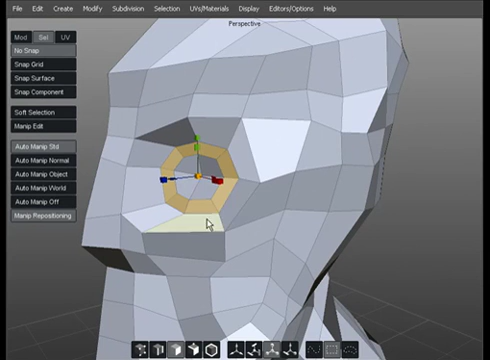 File Edit Create Modify Subdivision Selection UVs/Materials Display Editors/Options Help
Perspective
Mod Sel UV
No Snap
Snap Grid
Snap Surface
Snap Component
Soft Selection
Manip Edit
Auto Manip Std
Auto Manip Normal
Auto Manip Object
Auto Manip World
Auto Manip Off
Manip Repositioning